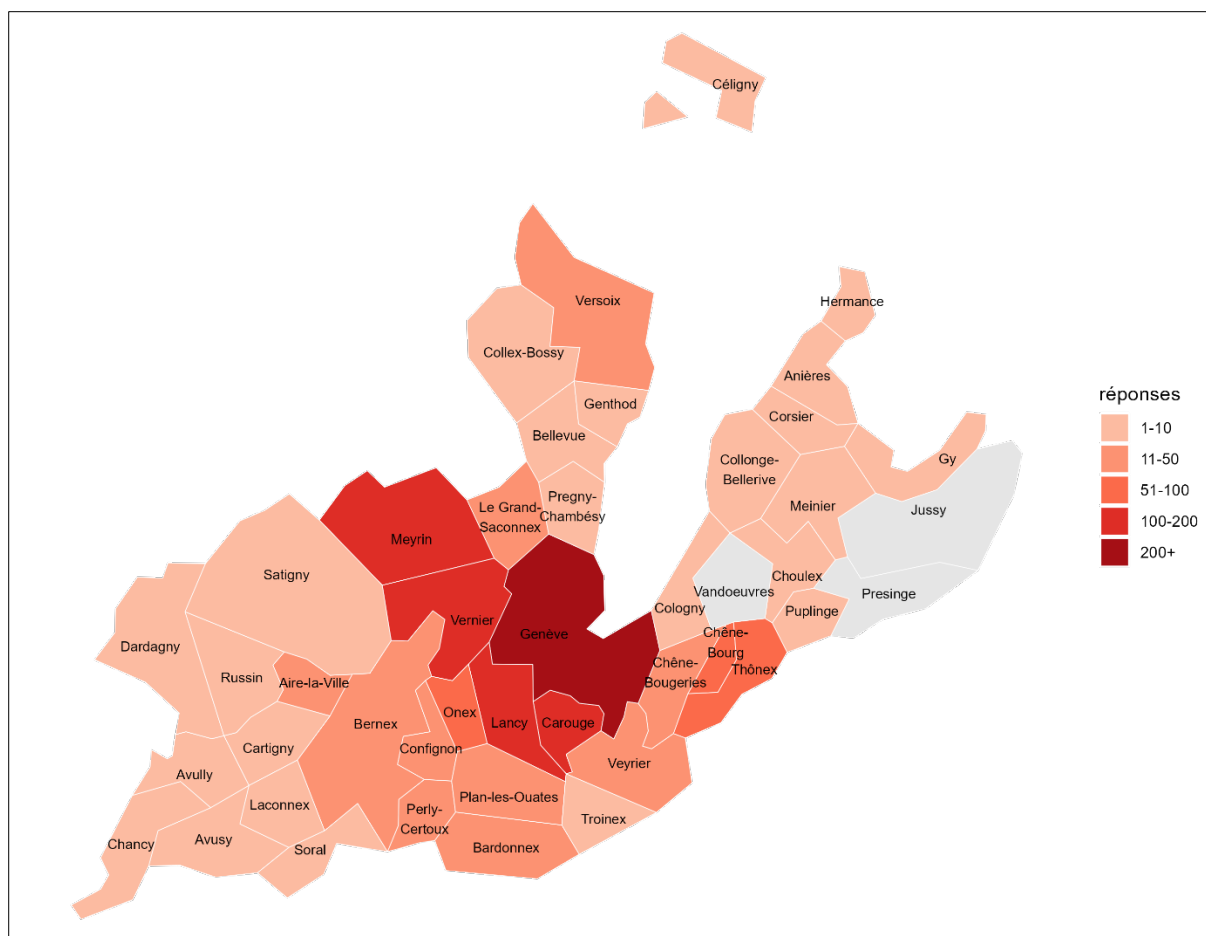 Céligny
Hermance
Versoix
Collex-Bossy
Anières
Genthod
Corsier
Bellevue
Collonge-
Bellerive
Gy
Pregny-
Chambésy
Le Grand-
Saconnex
Meinier
Jussy
Meyrin
Satigny
Choulex
Vandoeuvres
Presinge
Puplinge
Cologny
Vernier
Genève
Chêne-
Bourg
Dardagny
Thônex
Russin
Aire-la-Ville
Chêne-
Bougeries
Onex
Lancy
Carouge
Bernex
Cartigny
Confignon
Veyrier
Avully
Plan-les-Ouates
Laconnex
Perly-
Certoux
Troinex
Chancy
Avusy
Soral
Bardonnex
réponses
1-10
11-50
51-100
100-200
200+